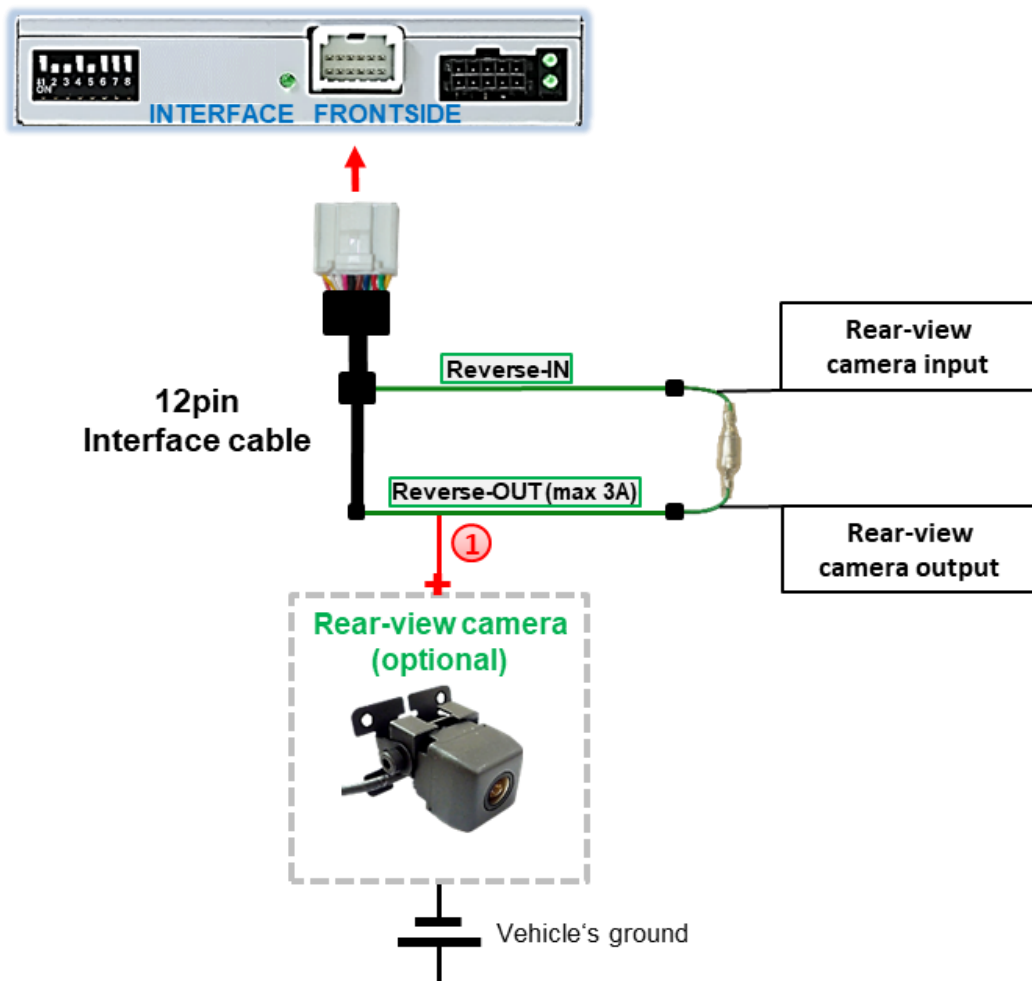 1 2 3 4 5 6 7 8
ON
INTERFACE FRONTSIDE
Reverse-IN
Rear-view
camera input
12pin
Interface cable
Reverse-OUT (max 3A)
1
Rear-view
camera output
Rear-view camera
(optional)
Vehicle‘s ground